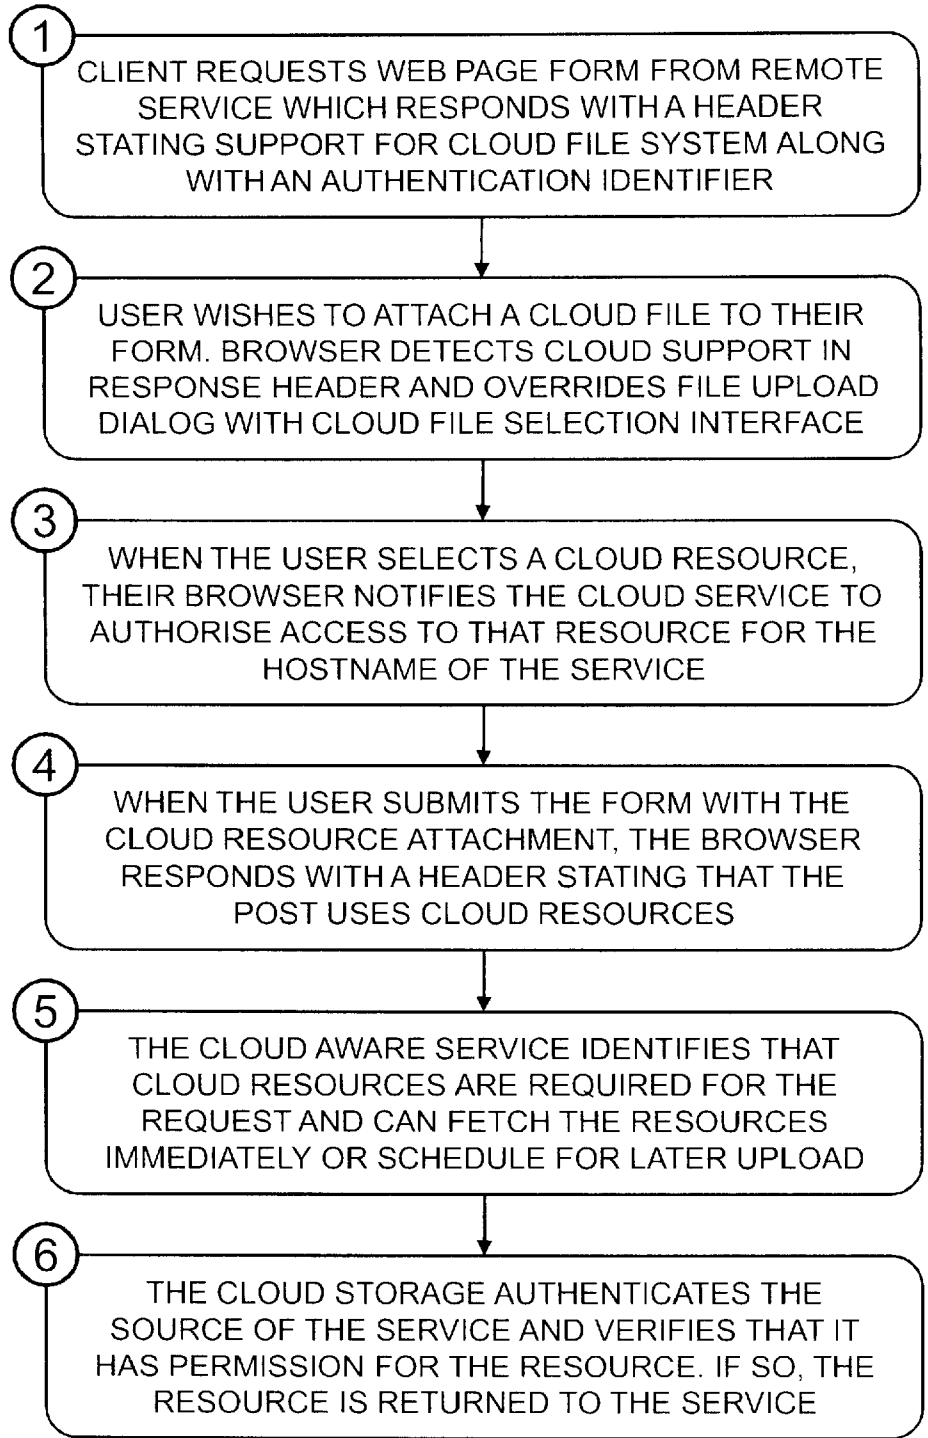 1
CLIENT REQUESTS WEB PAGE FORM FROM REMOTE
SERVICE WHICH RESPONDS WITH A HEADER
STATING SUPPORT FOR CLOUD FILE SYSTEM ALONG
WITH AN AUTHENTICATION IDENTIFIER
2
USER WISHES TO ATTACH A CLOUD FILE TO THEIR
FORM. BROWSER DETECTS CLOUD SUPPORT IN
RESPONSE HEADER AND OVERRIDES FILE UPLOAD
DIALOG WITH CLOUD FILE SELECTION INTERFACE
3
WHEN THE USER SELECTS A CLOUD RESOURCE,
THEIR BROWSER NOTIFIES THE CLOUD SERVICE TO
AUTHORISE ACCESS TO THAT RESOURCE FOR THE
HOSTNAME OF THE SERVICE
4
WHEN THE USER SUBMITS THE FORM WITH THE
CLOUD RESOURCE ATTACHMENT, THE BROWSER
RESPONDS WITH A HEADER STATING THAT THE
POST USES CLOUD RESOURCES
5
THE CLOUD AWARE SERVICE IDENTIFIES THAT
CLOUD RESOURCES ARE REQUIRED FOR THE
REQUEST AND CAN FETCH THE RESOURCES
IMMEDIATELY OR SCHEDULE FOR LATER UPLOAD
6
THE CLOUD STORAGE AUTHENTICATES THE
SOURCE OF THE SERVICE AND VERIFIES THAT IT
HAS PERMISSION FOR THE RESOURCE. IF SO, THE
RESOURCE IS RETURNED TO THE SERVICE